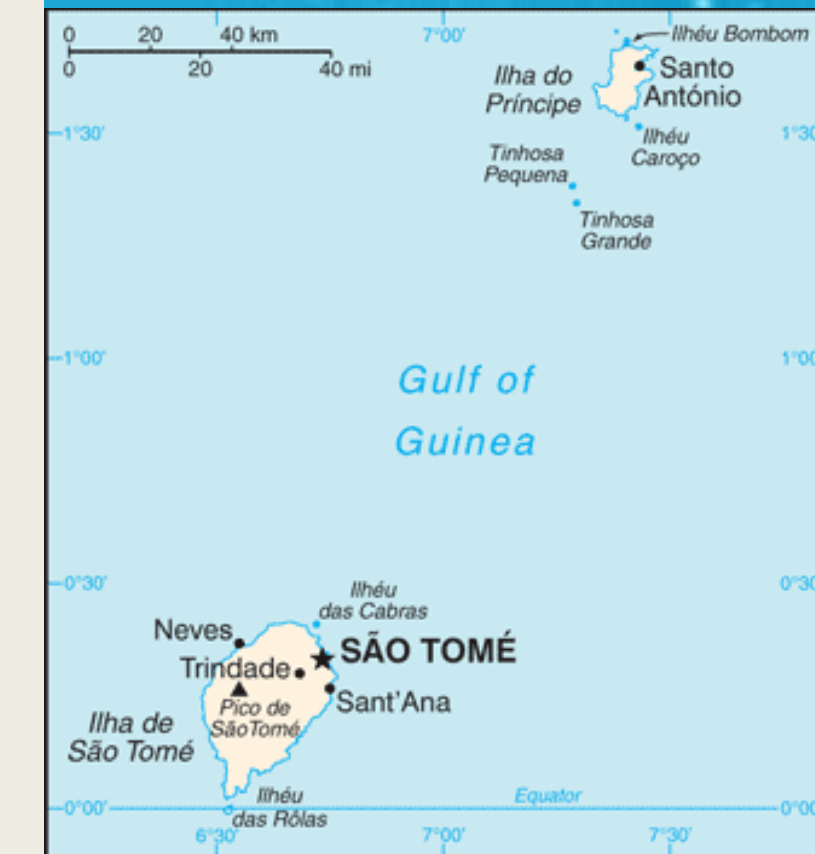 0 20 40 km
0 20 40 mi
7°00'
Ilhéu Bombom
Ilha do
Príncipe
Santo
António
1°30'
1°30
Ilhéu
Caroço
Tinhosa
Pequena
Tinhosa
Grande
1°00'
1°00
Gulf of
Guinea
0°30'
0°30
Ilhéu
das Cabras
Neves
SÃO TOMÉ
Trindade
Sant'Ana
Pico de
SãoTomé
Ilha de
São Tomé
0°00'
Equator
0°00
Ilhéu
das Rôlas
6°30'
7°00'
7°30'